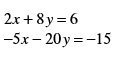 2x + 8y = 6
−5x − 20y = −15